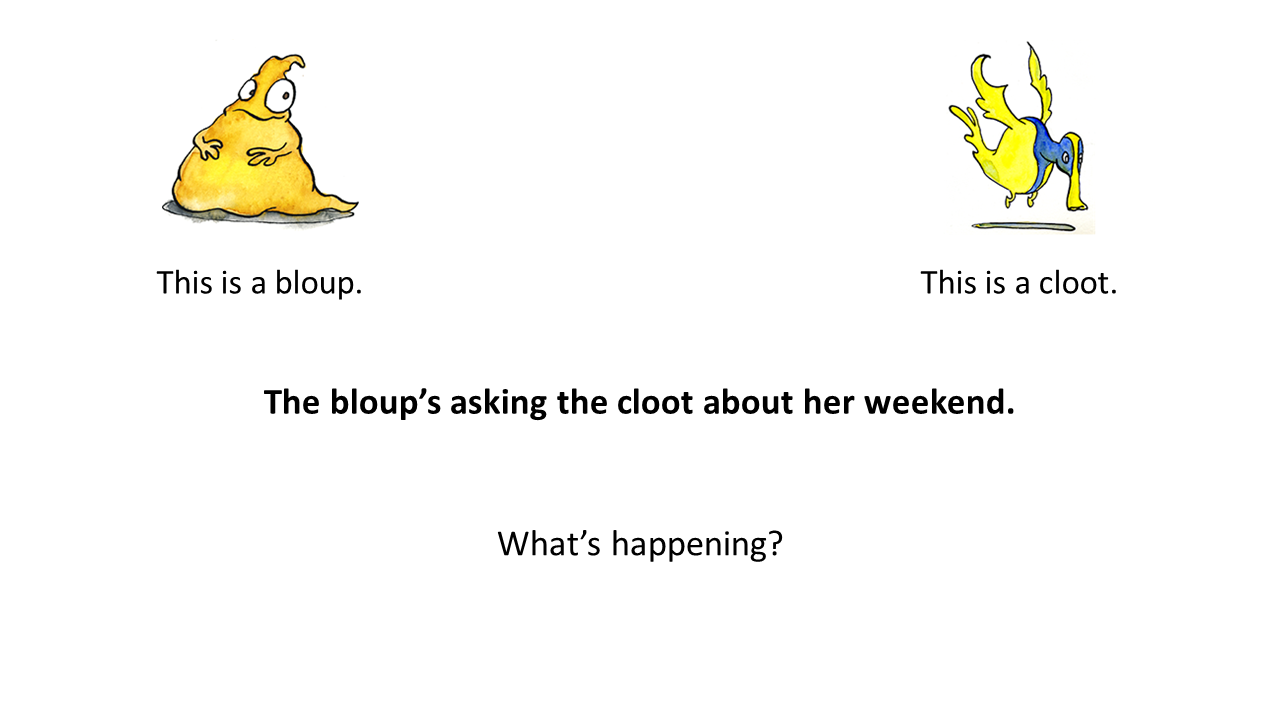 This is a bloup.
This is a cloot.
The bloup’s asking the cloot about her weekend.
What’s happening?